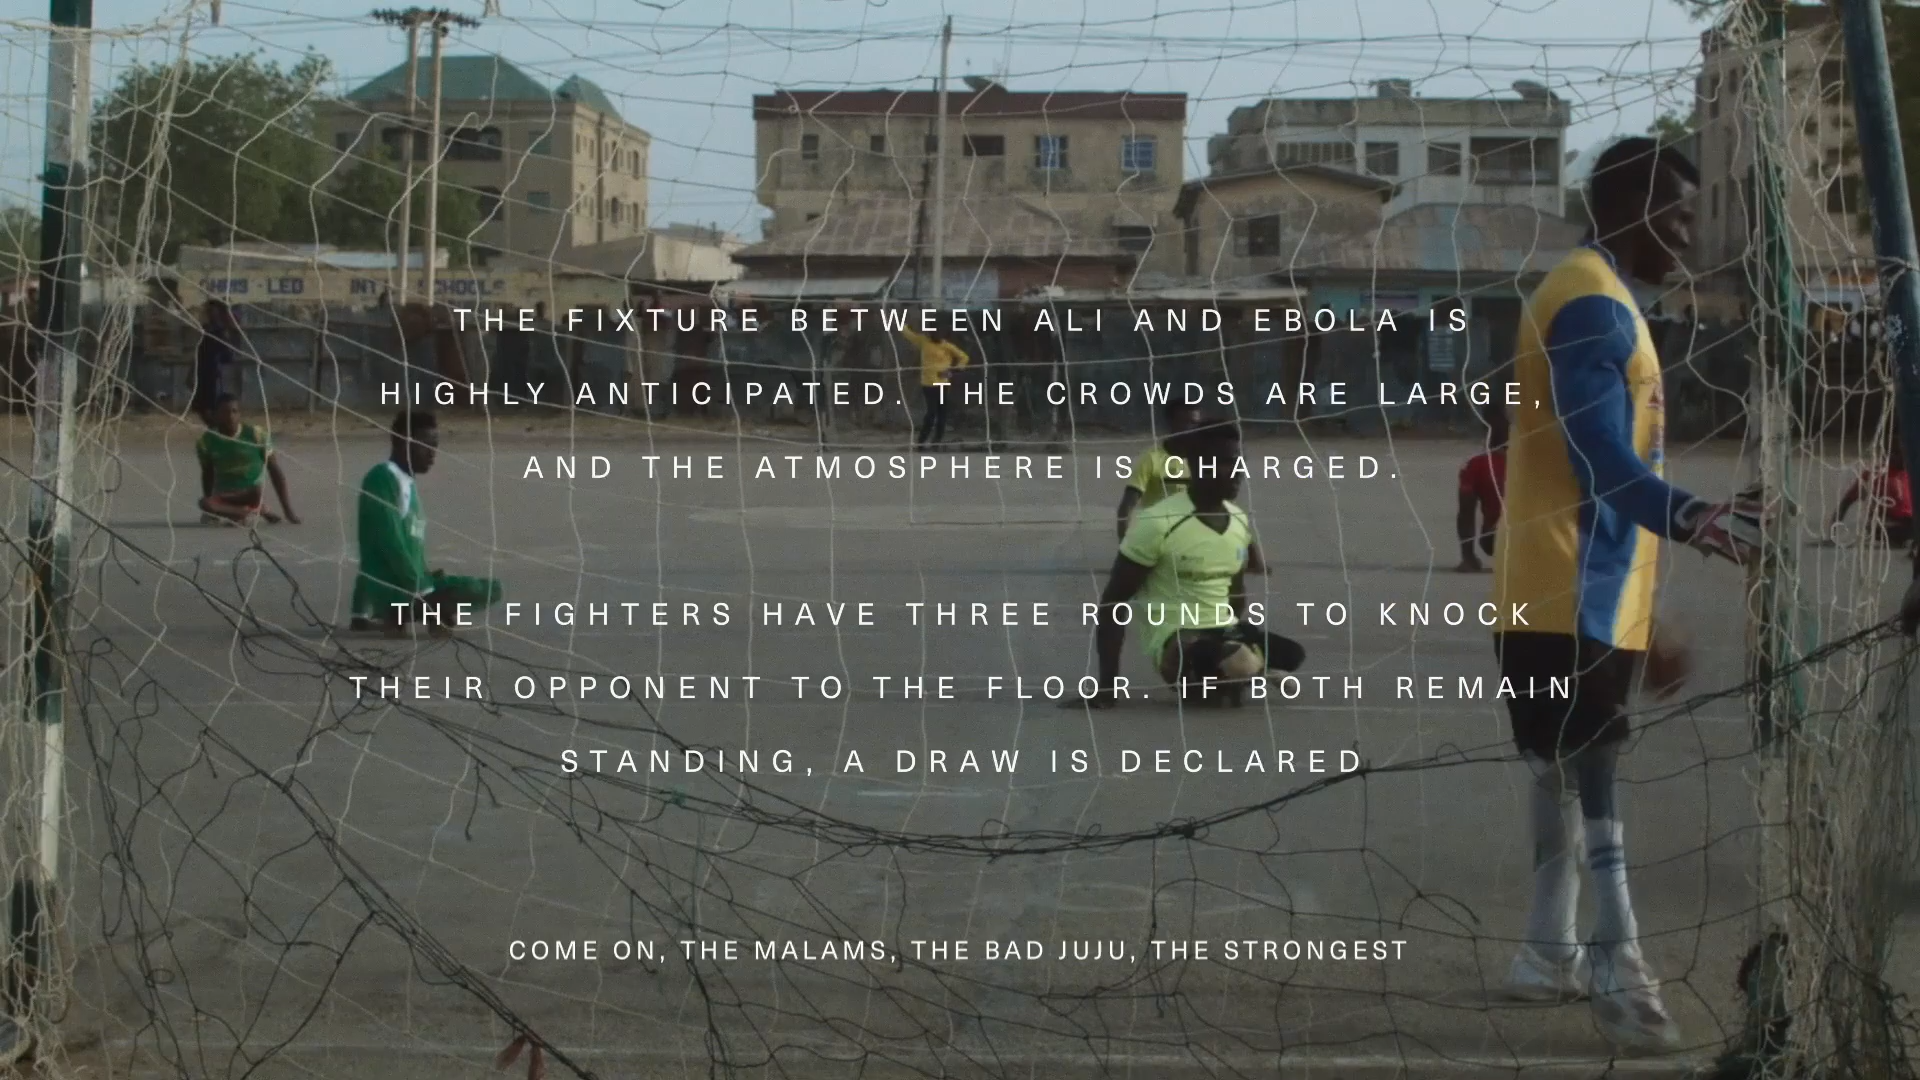 THE FIXTURE BETWEEN ALI AND EBOLA IS
HIGHLY ANTICIPATED. THE CROWDS ARE LARGE,
AND THE ATMOSPHERE IS CHARGED.
THE FIGHTERS HAVE THREE ROUNDS TO KNOCK
THEIR OPPONENT TO THE FLOOR. IF BOTH REMAIN
STANDING, A DRAW IS DECLARED
COME ON, THE MALAMS, THE BAD JUJU, THE STRONGEST